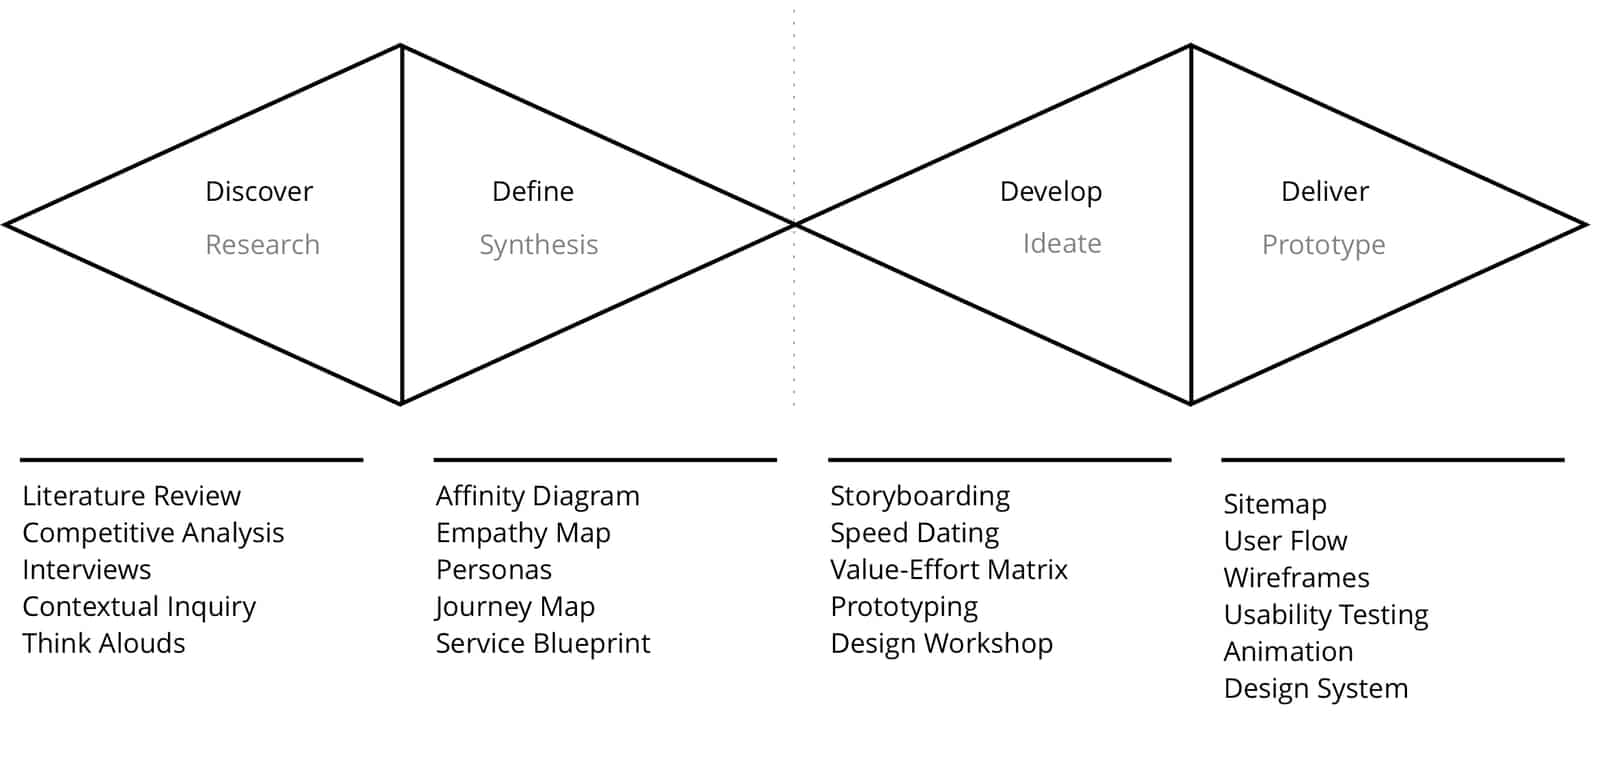 Discover
Research
Define
Synthesis
Develop
Ideate
Deliver
Prototype
Literature Review
Competitive Analysis
Interviews
Contextual Inquiry
Think Alouds
Affinity Diagram
Empathy Map
Personas
Journey Map
Service Blueprint
Storyboarding
Speed Dating
Value-Effort Matrix
Prototyping
Design Workshop
Sitemap
User Flow
Wireframes
Usability Testing
Animation
Design System